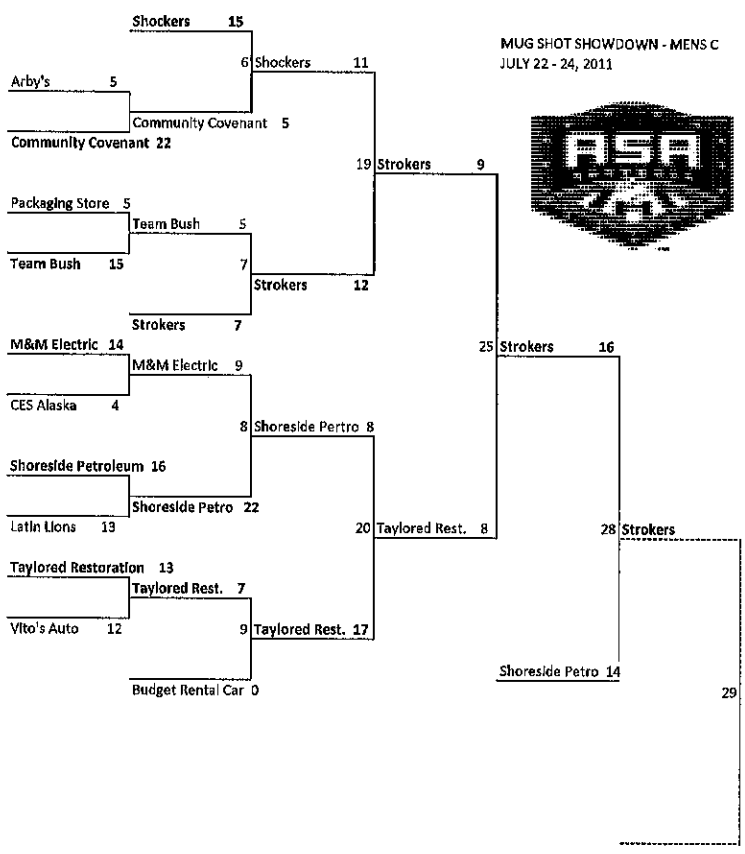 Shockers 15
MUG SHOT SHOWDOWN - MENS C
JULY 22 - 24, 2011
6 Shockers 11
Arby's 5
Community Covenant 5
Community Covenant 22
ASA
19 Strokers 9
Packaging Store 5
Team Bush 5
Team Bush 15
7
Strokers 12
Strokers 7
M&M Electric 14
25 Strokers 16
M&M Electric 9
CES Alaska 4
8 Shoreside Pertro 8
Shoreside Petroleum 16
Shoreside Petro 22
Latin Lions 13
20 Taylored Rest. 8
28 Strokers
Taylored Restoration 13
Taylored Rest. 7
Vito's Auto 12
9 Taylored Rest. 17
Shoreside Petro 14
Budget Rental Car 0
29